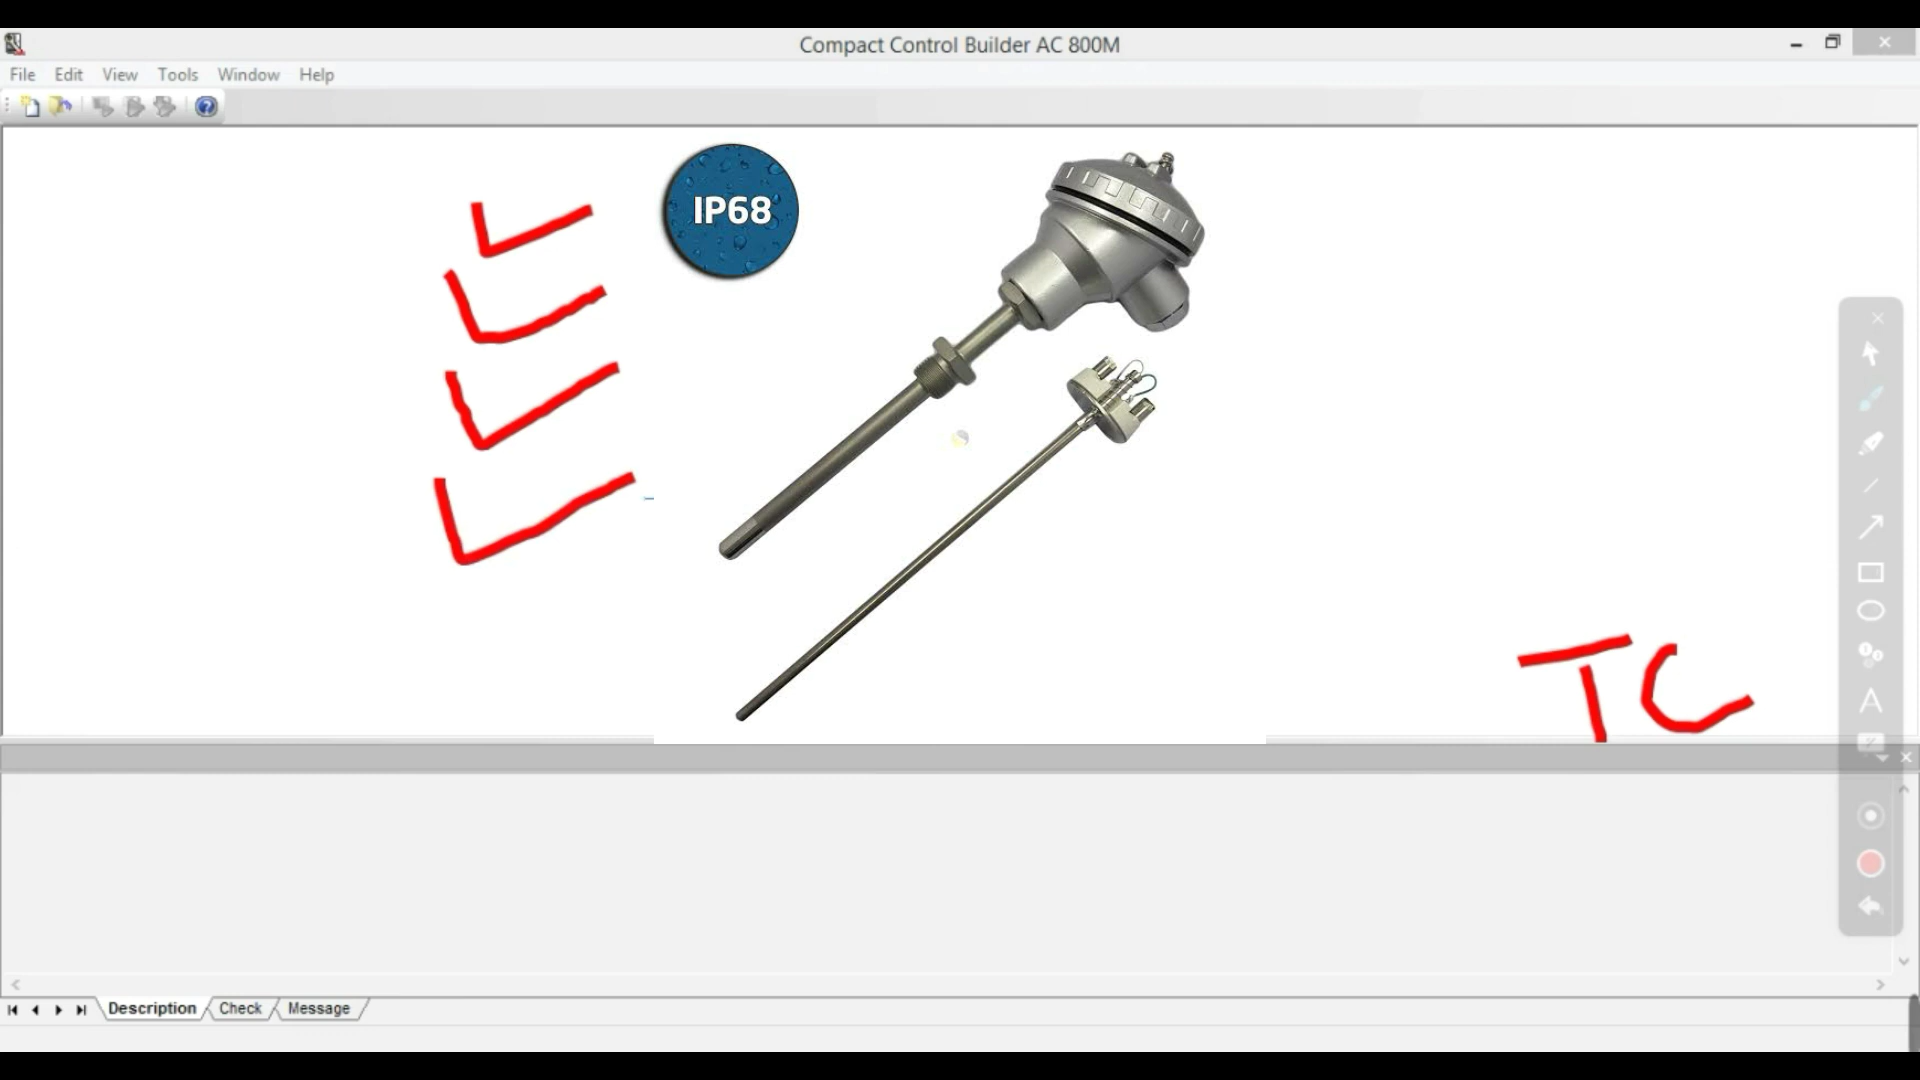 Compact Control Builder AC 800M
File Edit View Tools Window Help
IP68
TC
A
Description Check Message